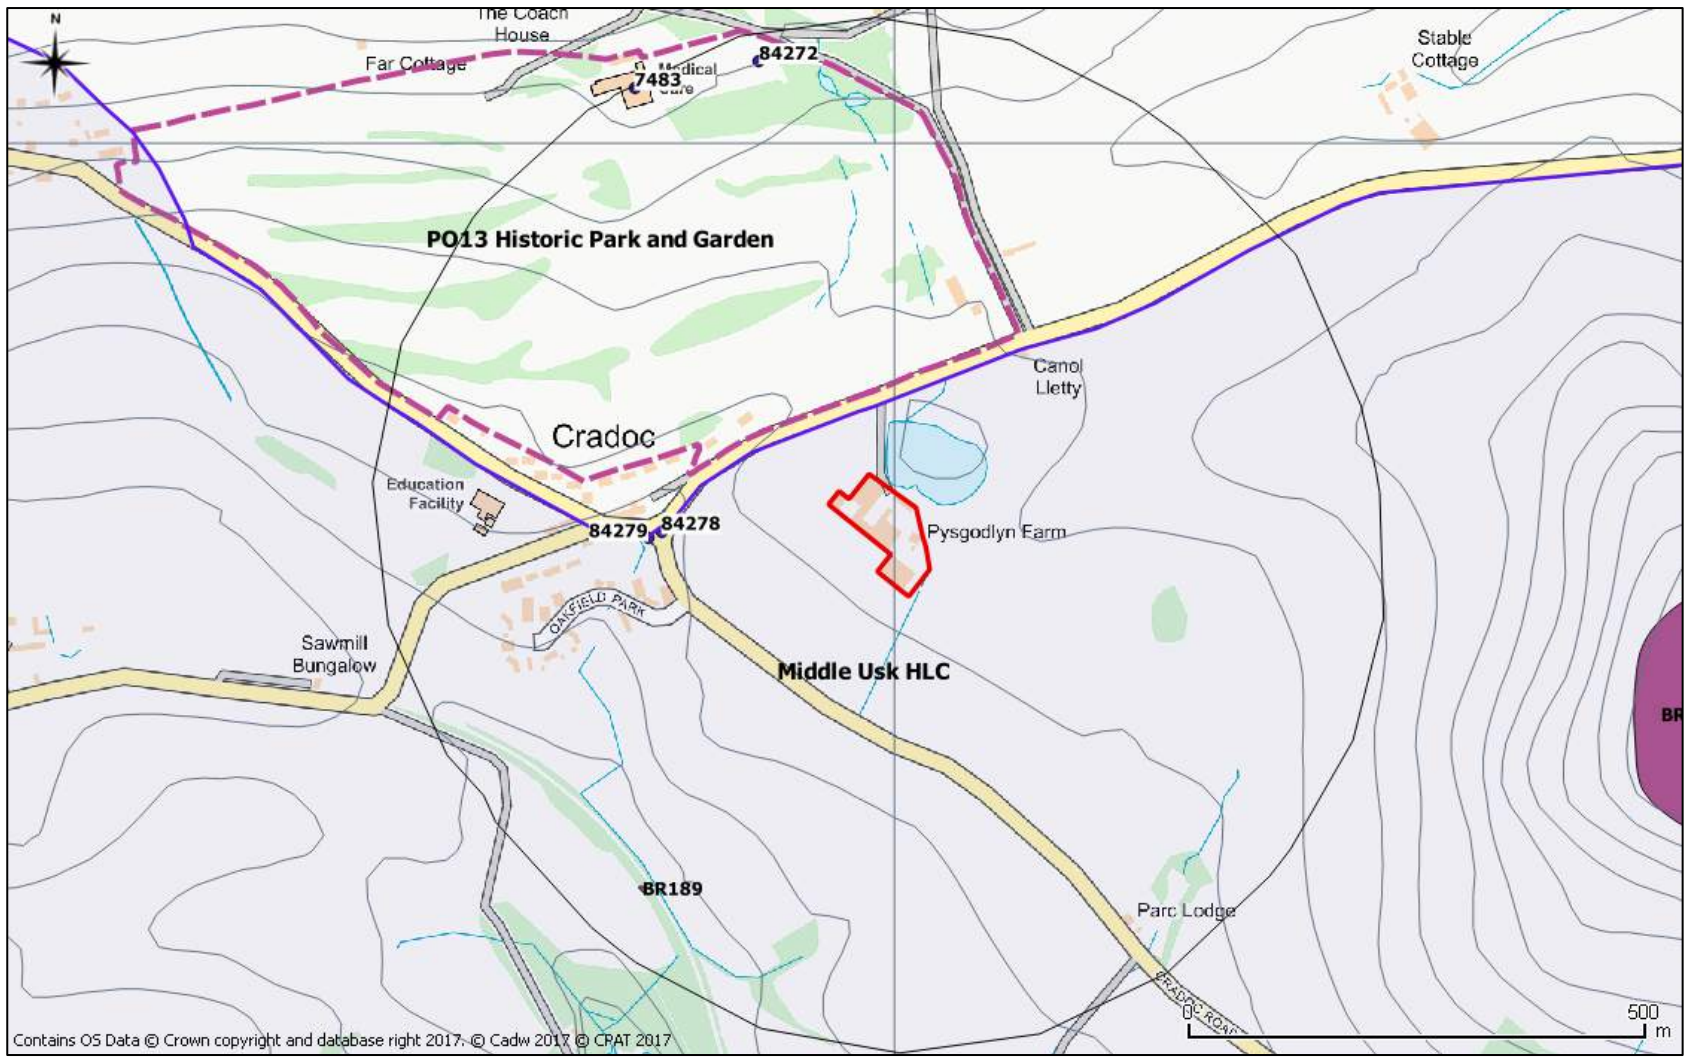 N
The Coach
House
Far Cottage
84272
7483
Medical
Stable
Cottage
PO13 Historic Park and Garden
Canol
Lletty
Cradoc
Education
Facility
84279
84278
Pysgodlyn Farm
OAKFIELD PARK
Sawmill
Bungalow
Middle Usk HLC
BR
BR189
Parc Lodge
CRADOC ROAD
0
500
m
Contains OS Data © Crown copyright and database right 2017. © Cadw 2017 © CPAT 2017